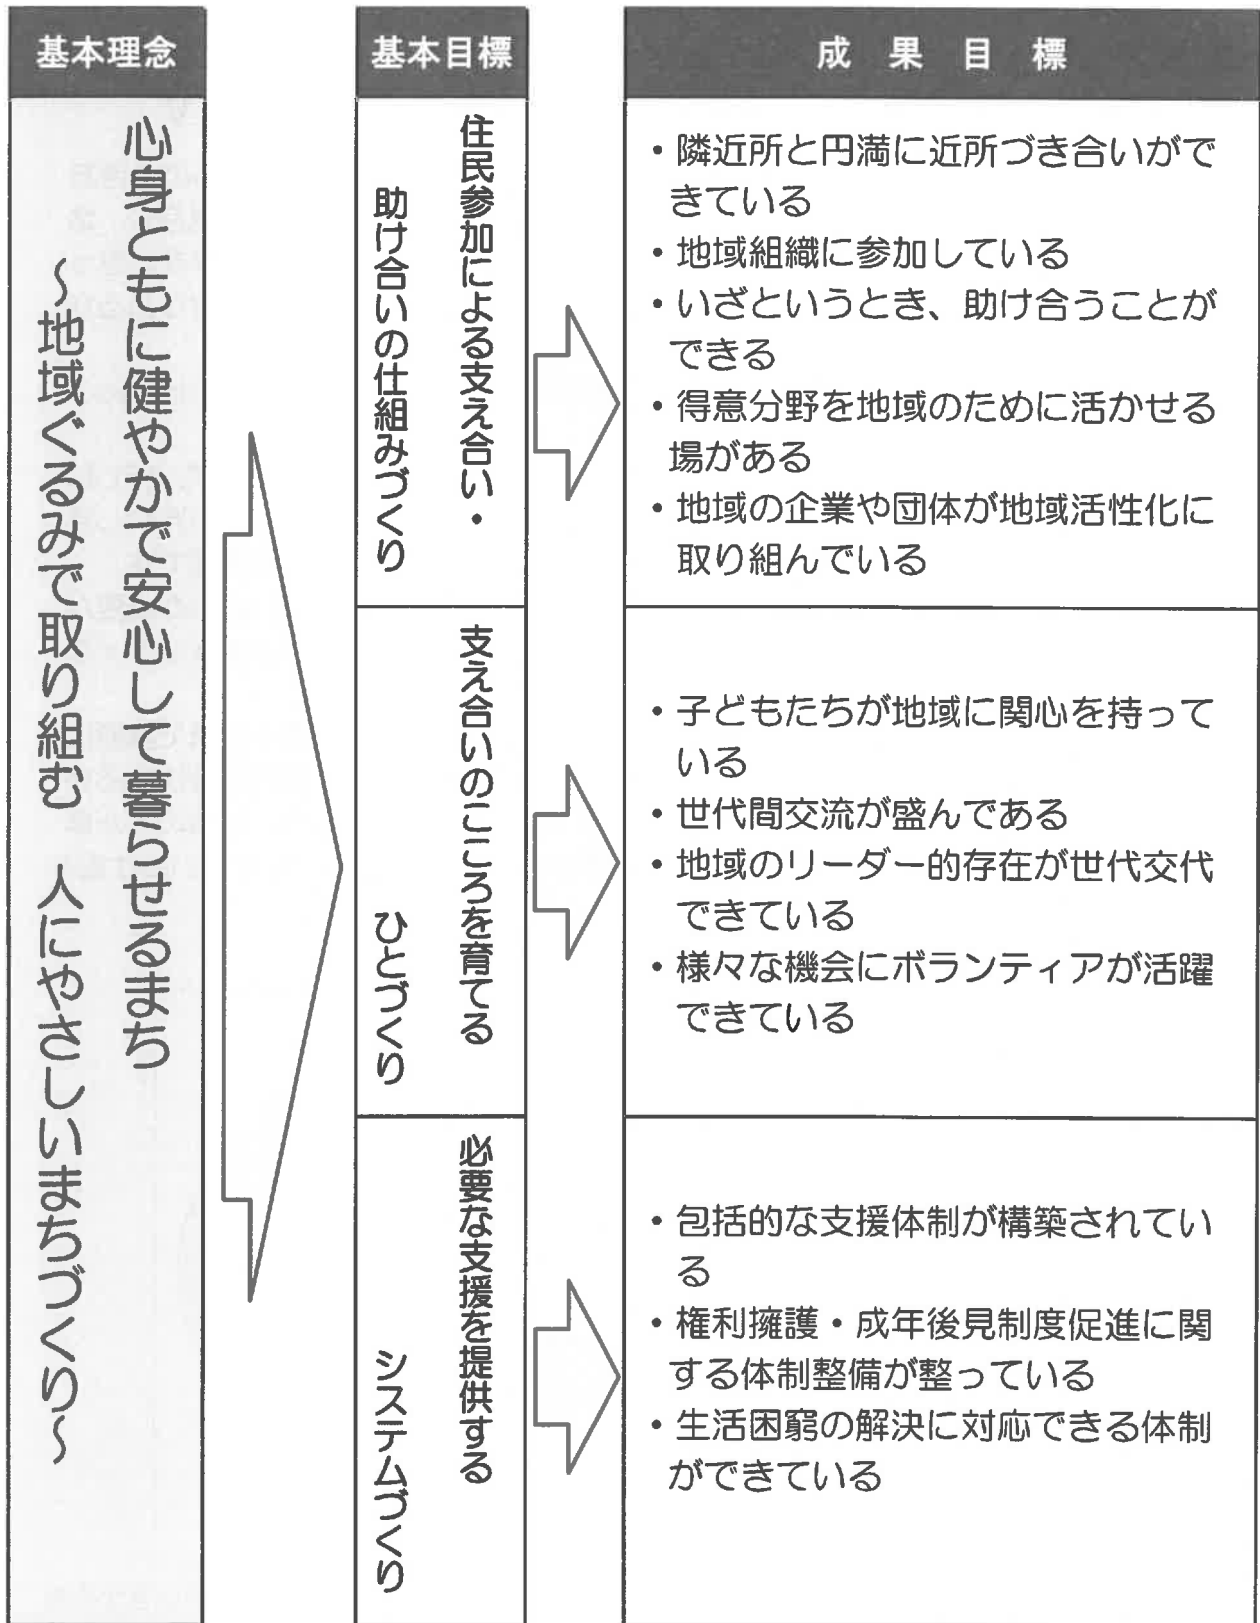 基本理念
心身ともに健やかで安心して暮らせるまち
～地域ぐるみで取り組む 人にやさしいまちづくり～
基本目標
成果目標
住民参加による支え合い・
助け合いの仕組みづくり
・隣近所と円満に近所づき合いがで
きている
・地域組織に参加している
・いざというとき、助け合うことが
できる
・得意分野を地域のために活かせる
場がある
・地域の企業や団体が地域活性化に
取り組んでいる
支え合いのこころを育てる
ひとづくり
・子どもたちが地域に関心を持って
いる
・世代間交流が盛んである
・地域のリーダー的存在が世代交代
できている
・様々な機会にボランティアが活躍
できている
必要な支援を提供する
システムづくり
・包括的な支援体制が構築されてい
る
・権利擁護・成年後見制度促進に関
する体制整備が整っている
・生活困窮の解決に対応できる体制
ができている